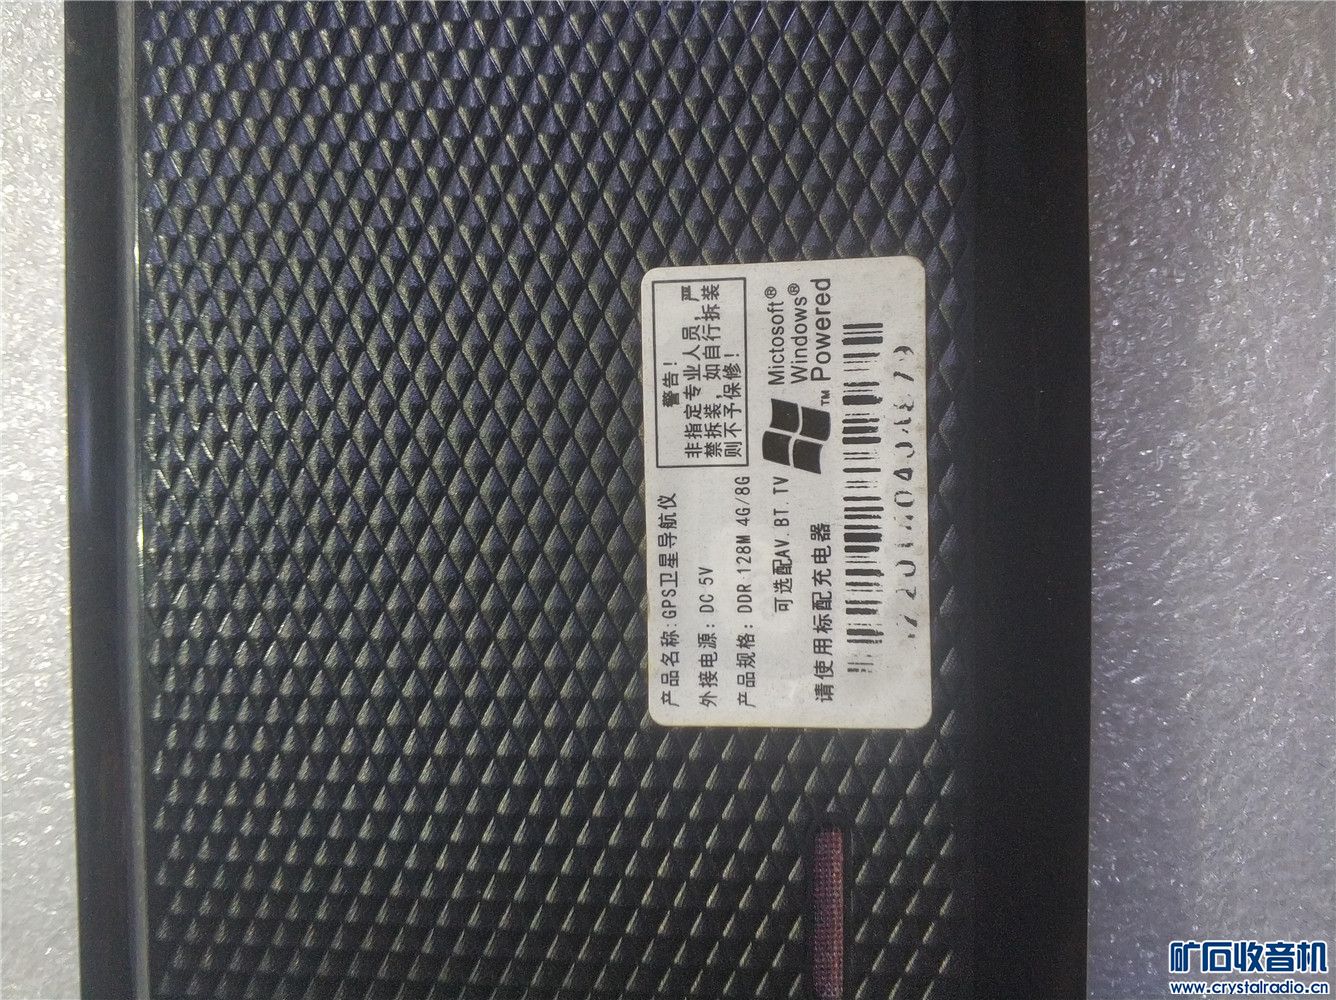 产品名称:GPS卫星导航仪
外接电源: DC 5V
产品规格: DDR 128M 4G/8G
可选配AV.BT.TV
请使用标配充电器
警告!
非指定专业人员,严
禁拆装,如自行拆装
则不予保修!
Mictosoft®
Windows®
™ Powered
矿石收音机
www.crystalradio.cn